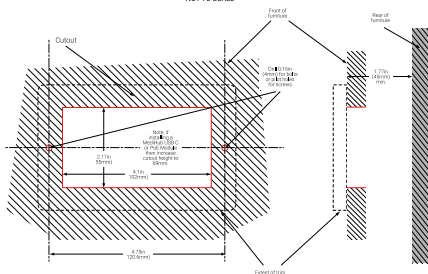 NOT TO SCALE
Front of
furniture
Rear of
furniture
Cutout
Drill 0.16in
(4mm) for bolts
or pilot holes
for screws
1.77in
(45mm)
min.
Note, if
installing a
MediHub USB C
or PoE Module
then increase
cutout height to
69mm
2.17in
55mm)
4.1in
102mm)
4.75in
(120.6mm)
Extent of trim